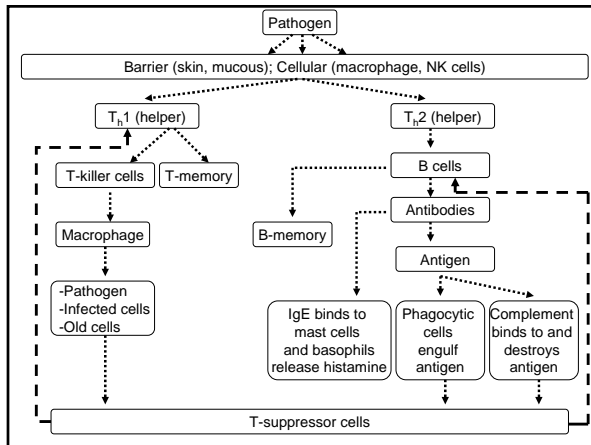 Pathogen
Barrier (skin, mucous); Cellular (macrophage, NK cells)
Th1 (helper)
Th2 (helper)
T-killer cells
T-memory
B cells
Macrophage
B-memory
Antibodies
Antigen
-Pathogen
-Infected cells
-Old cells
IgE binds to
mast cells
and basophils
release histamine
Phagocytic
cells
engulf
antigen
Complement
binds to and
destroys
antigen
T-suppressor cells